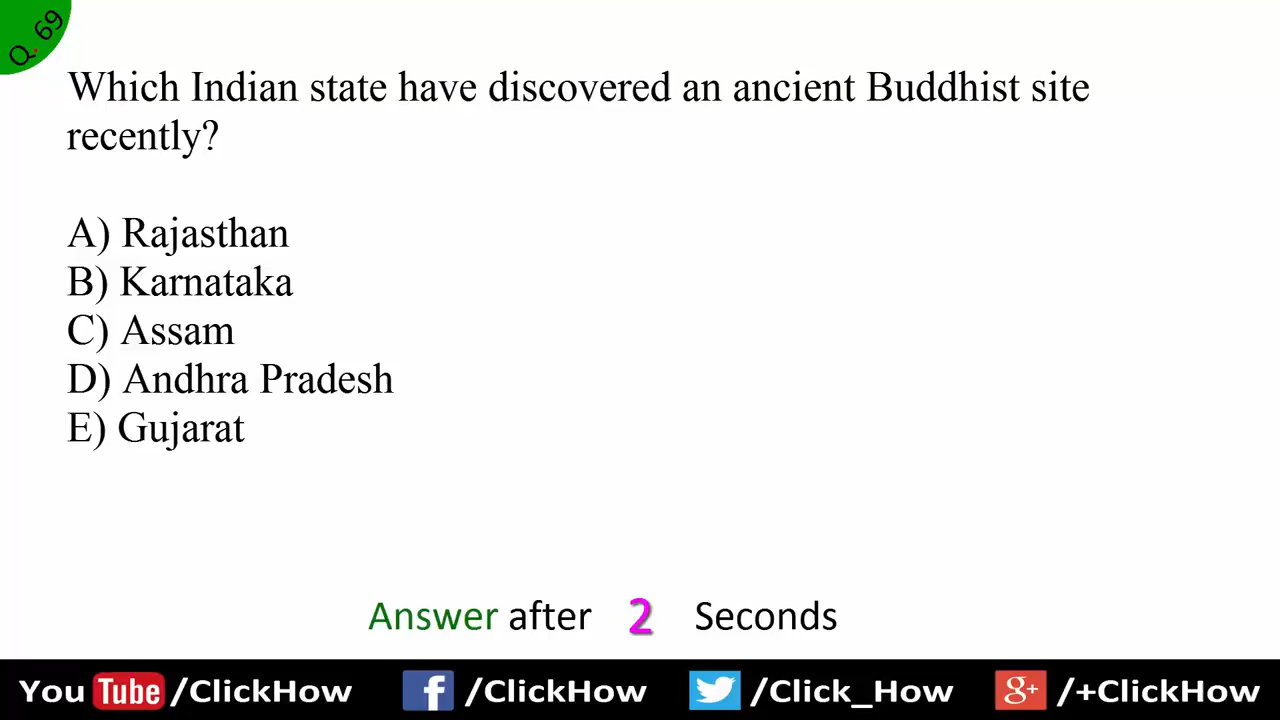 Q. 69
Which Indian state have discovered an ancient Buddhist site
recently?
A) Rajasthan
B) Karnataka
C) Assam
D) Andhra Pradesh
E) Gujarat
Answer after 2 Seconds
You Tube /ClickHow f /ClickHow /Click_How g+ /+ClickHow